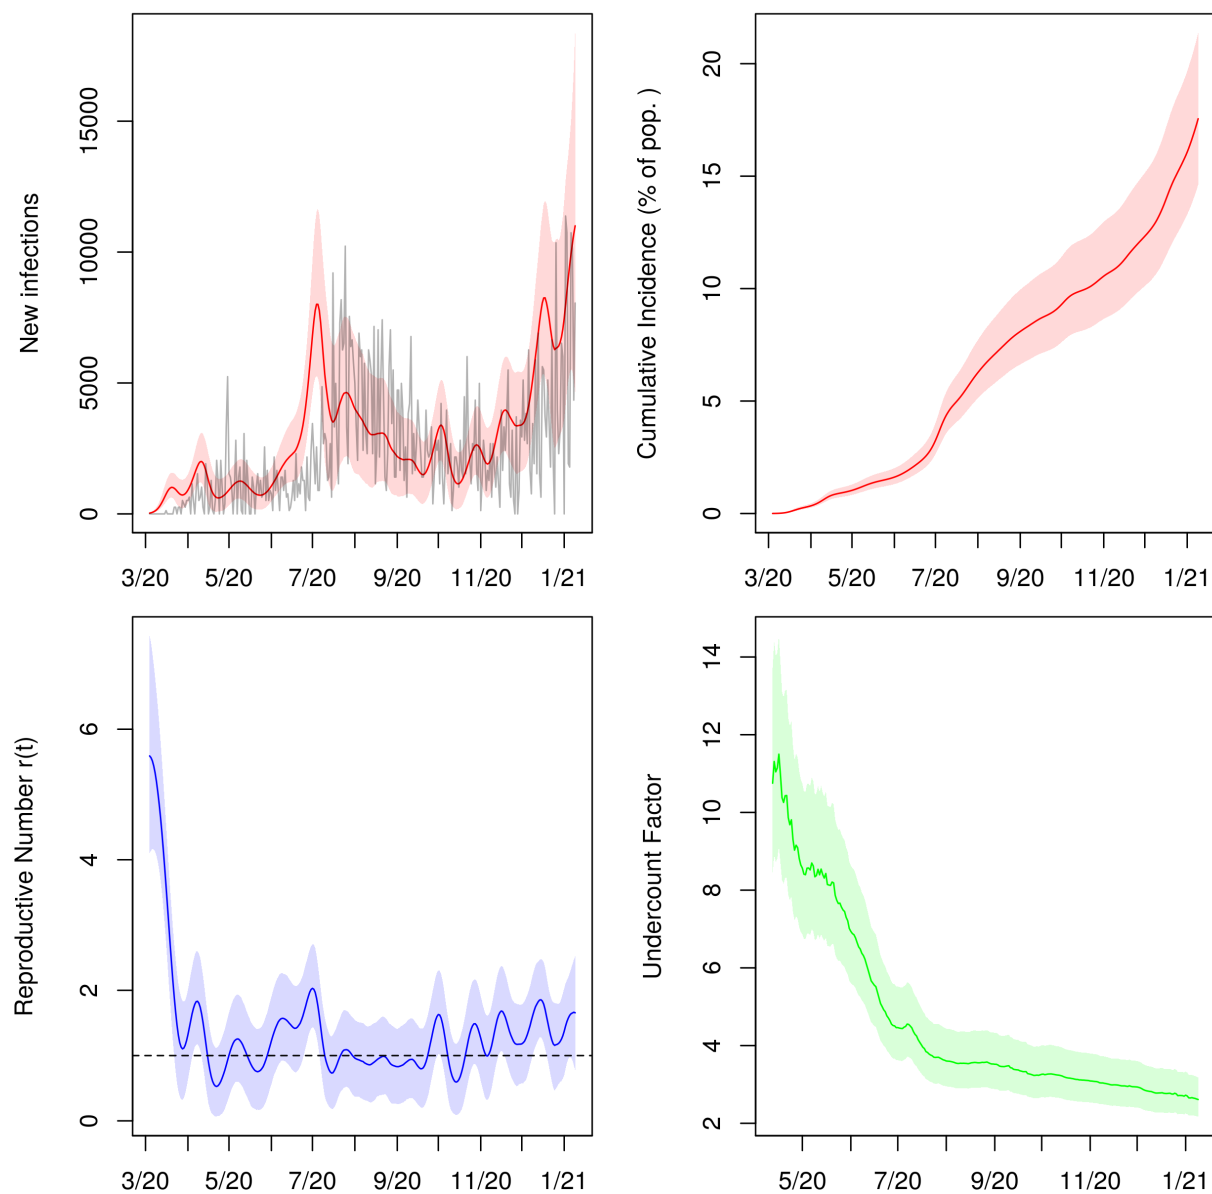 New infections
0
5000
10000
15000
3/20 5/20 7/20 9/20 11/20 1/21
Cumulative Incidence (% of pop. )
0
5
10
15
20
3/20 5/20 7/20 9/20 11/20 1/21
Reproductive Number r(t)
0
2
4
6
3/20 5/20 7/20 9/20 11/20 1/21
Undercount Factor
2
4
6
8
10
12
14
5/20 7/20 9/20 11/20 1/21